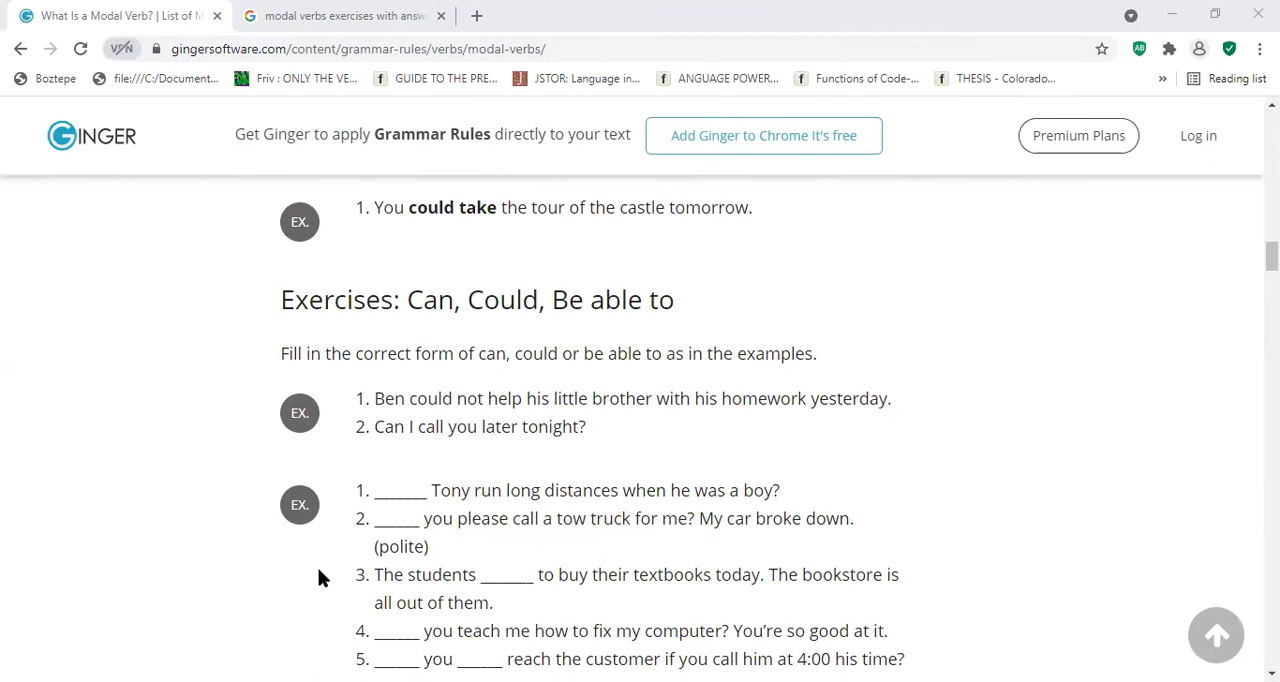 What Is a Modal Verb? | List of M
modal verbs exercises with answ
VPN
gingersoftware.com/content/grammar-rules/verbs/modal-verbs/
AB
Boztepe
file:///C:/Document...
Friv : ONLY THE VE...
GUIDE TO THE PRE...
JSTOR: Language in...
ANGUAGE POWER...
Functions of Code-...
THESIS - Colorado...
»
Reading list
GINGER
Get Ginger to apply Grammar Rules directly to your text
Add Ginger to Chrome It's free
Premium Plans
Log in
EX.
1. You could take the tour of the castle tomorrow.
Exercises: Can, Could, Be able to
Fill in the correct form of can, could or be able to as in the examples.
EX.
1. Ben could not help his little brother with his homework yesterday.
2. Can I call you later tonight?
EX.
1. ______ Tony run long distances when he was a boy?
2. _____ you please call a tow truck for me? My car broke down.
(polite)
3. The students ______ to buy their textbooks today. The bookstore is
all out of them.
4. _____ you teach me how to fix my computer? You’re so good at it.
5. _____ you _____ reach the customer if you call him at 4:00 his time?